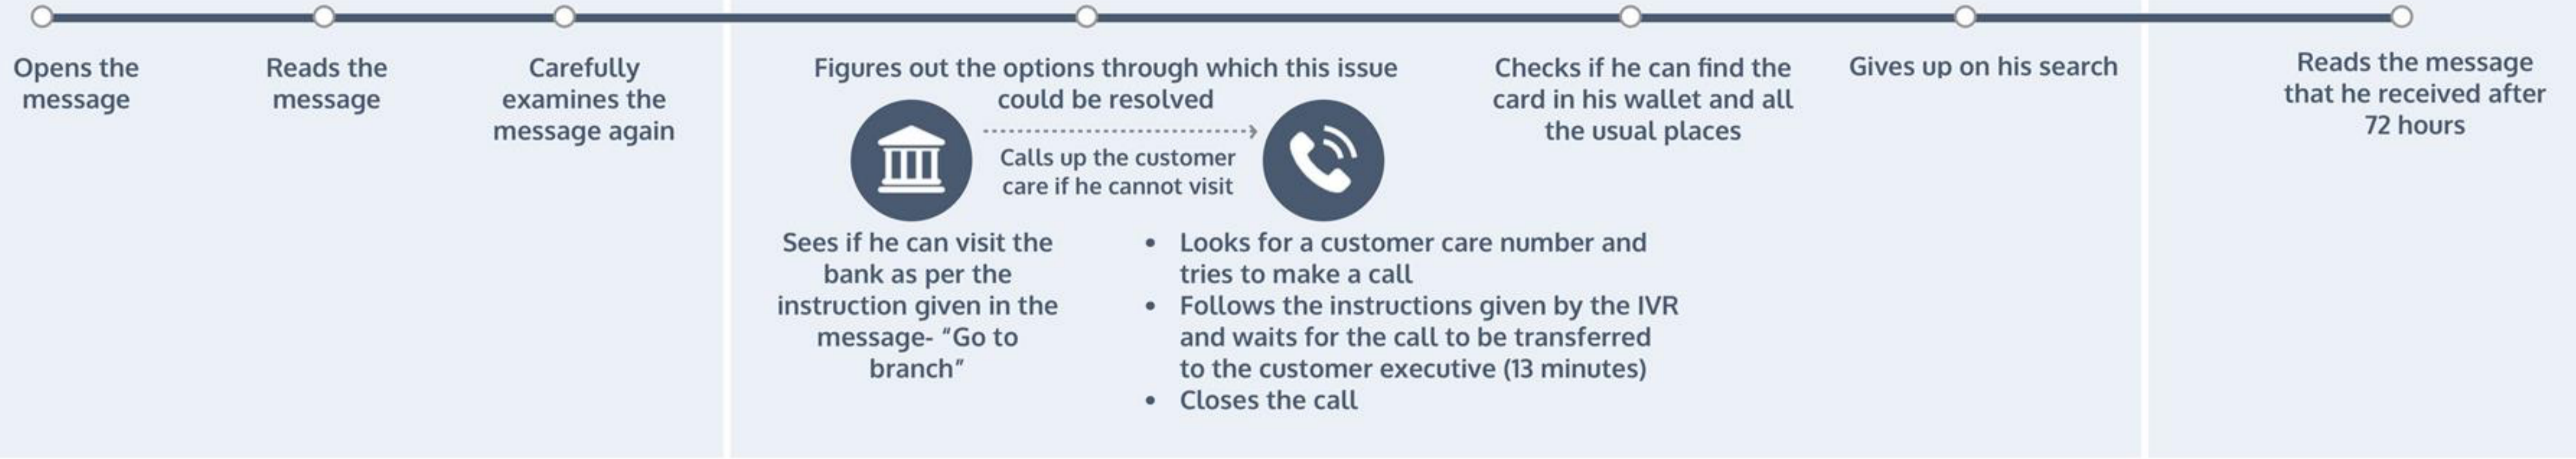 Opens the
message
Reads the
message
Carefully
examines the
message again
Figures out the options through which this issue
could be resolved
Calls up the customer
care if he cannot visit
Sees if he can visit the
bank as per the
instruction given in the
message- “Go to
branch”
• Looks for a customer care number and
tries to make a call
• Follows the instructions given by the IVR
and waits for the call to be transferred
to the customer executive (13 minutes)
• Closes the call
Checks if he can find the
card in his wallet and all
the usual places
Gives up on his search
Reads the message
that he received after
72 hours